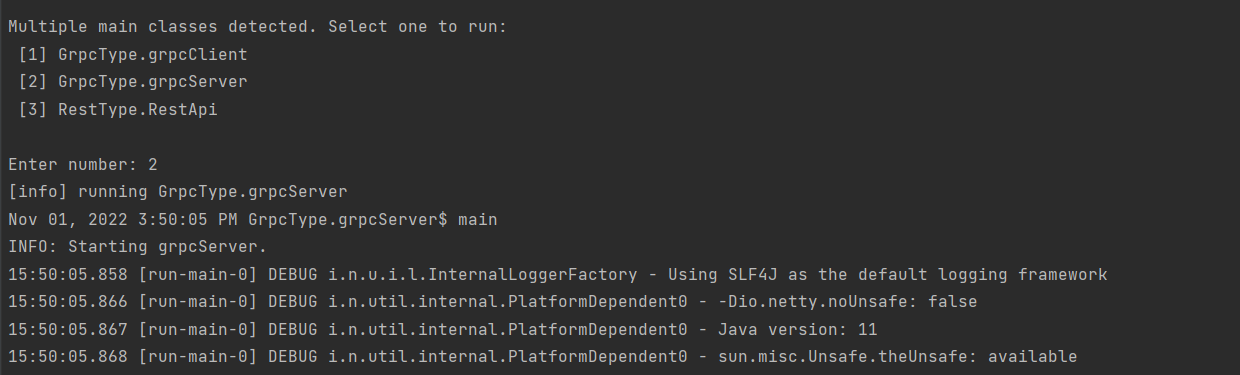 Multiple main classes detected. Select one to run:
[1] GrpcType.grpcClient
[2] GrpcType.grpcServer
[3] RestType.RestApi
Enter number: 2
[info] running GrpcType.grpcServer
Nov 01, 2022 3:50:05 PM GrpcType.grpcServer$ main
INFO: Starting grpcServer.
15:50:05.858 [run-main-0] DEBUG i.n.u.i.l.InternalLoggerFactory - Using SLF4J as the default logging framework
15:50:05.866 [run-main-0] DEBUG i.n.util.internal.PlatformDependent0 - -Dio.netty.noUnsafe: false
15:50:05.867 [run-main-0] DEBUG i.n.util.internal.PlatformDependent0 - Java version: 11
15:50:05.868 [run-main-0] DEBUG i.n.util.internal.PlatformDependent0 - sun.misc.Unsafe.theUnsafe: available